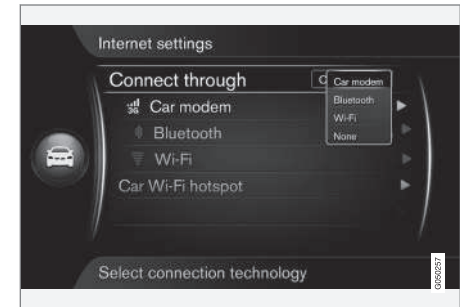 Internet settings
Connect through
Car modem
Bluetooth
Wi-Fi
None
3G Car modem
Bluetooth
Wi-Fi
Car Wi-Fi hotspot
Select connection technology
G050257